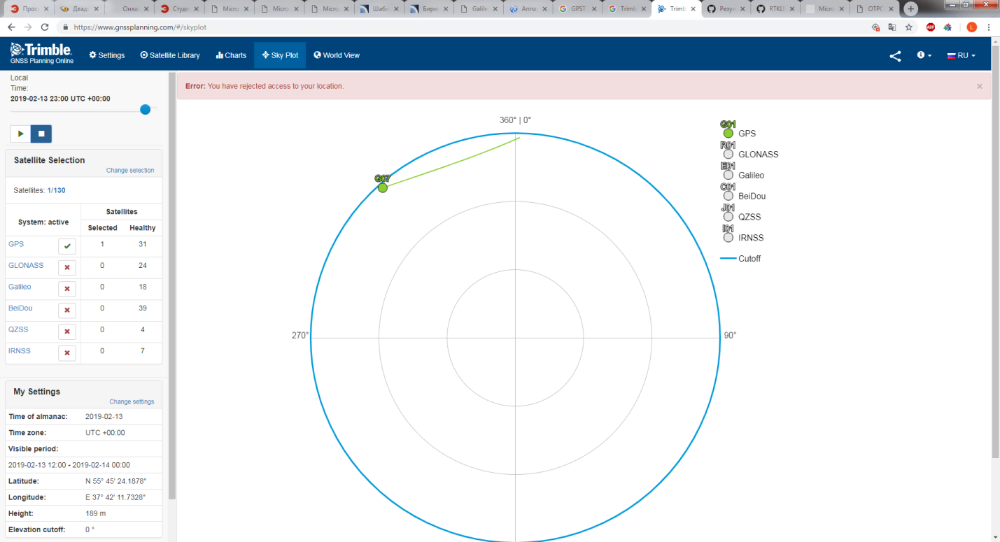 Прос
Двад
Онла
Студе
Micro
Micro
Micro
Шабл
Бирю
Galile
Аппа
GPST
Trimb
Trimb
Резул
RTKLI
Micro
ОТРС
https://www.gnssplanning.com/#/skyplot
ABP
L
Trimble.
GNSS Planning Online
Settings
Satellite Library
Charts
Sky Plot
World View
RU
Local
Time:
2019-02-13 23:00 UTC +00:00
Satellite Selection
Change selection
Satellites: 1/130
System: active
Satellites
Selected Healthy
GPS 1 31
GLONASS 0 24
Galileo 0 18
BeiDou 0 39
QZSS 0 4
IRNSS 0 7
My Settings
Change settings
Time of almanac: 2019-02-13
Time zone: UTC +00:00
Visible period:
2019-02-13 12:00 - 2019-02-14 00:00
Latitude: N 55° 45' 24.1878"
Longitude: E 37° 42' 11.7328"
Height: 189 m
Elevation cutoff: 0 °
Error: You have rejected access to your location.
×
360° | 0°
G07
270°
90°
G01
GPS
R01
GLONASS
E01
Galileo
C01
BeiDou
J01
QZSS
I01
IRNSS
Cutoff